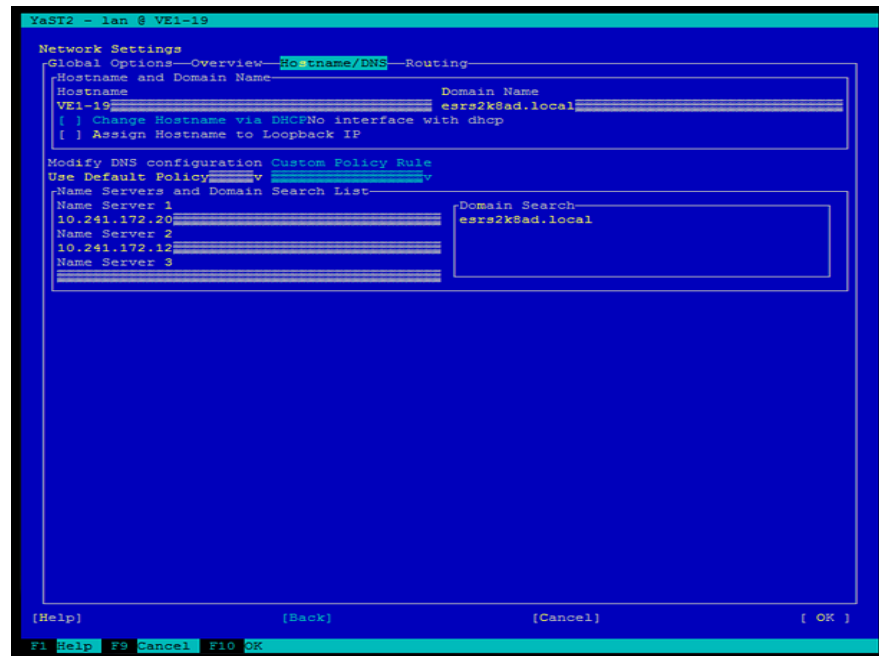 YaST2 - lan @ VE1-19
Network Settings
Global Options—Overview—Hostname/DNS—Routing
Hostname and Domain Name
Hostname Domain Name
VE1-19 esrs2k8ad.local
[ ] Change Hostname via DHCPNo interface with dhcp
[ ] Assign Hostname to Loopback IP
Modify DNS configuration Custom Policy Rule
Use Default Policy v v
Name Servers and Domain Search List
Name Server 1 Domain Search
10.241.172.20 esrs2k8ad.local
Name Server 2
10.241.172.12
Name Server 3
[Help] [Back] [Cancel] [ OK ]
F1 Help F9 Cancel F10 OK